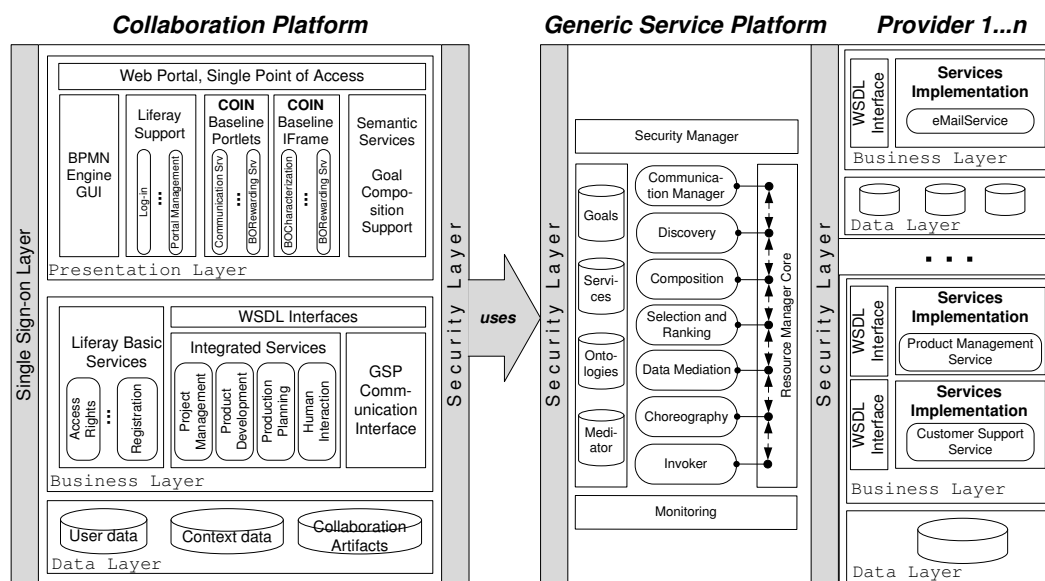 Collaboration Platform
Generic Service Platform
Provider 1...n
Single Sign-on Layer
Web Portal, Single Point of Access
BPMN
Engine
GUI
Liferay
Support
Log-in
...
Portal Management
COIN
Baseline
Portlets
Communication Srv
...
BORewarding Srv
COIN
Baseline
IFrame
BOCharacterization
...
BORewarding Srv
Semantic
Services
Goal
Compo-
sition
Support
Presentation Layer
Liferay Basic
Services
Access
Rights
...
Registration
WSDL Interfaces
Integrated Services
Project
Management
Product
Development
Production
Planning
Human
Interaction
GSP
Com-
munication
Interface
Business Layer
User data
Context data
Collaboration
Artifacts
Data Layer
Security Layer
uses
Security Layer
Security Manager
Goals
Servi-
ces
Onto-
logies
Medi-
ator
Communica-
tion Manager
Discovery
Composition
Selection and
Ranking
Data Mediation
Choreography
Invoker
Resource Manager Core
Monitoring
Security Layer
WSDL
Interface
Services
Implementation
eMailService
Business Layer
Data Layer
...
WSDL
Interface
Services
Implementation
Product Management
Service
WSDL
Interface
Services
Implementation
Customer Support
Service
Business Layer
Data Layer